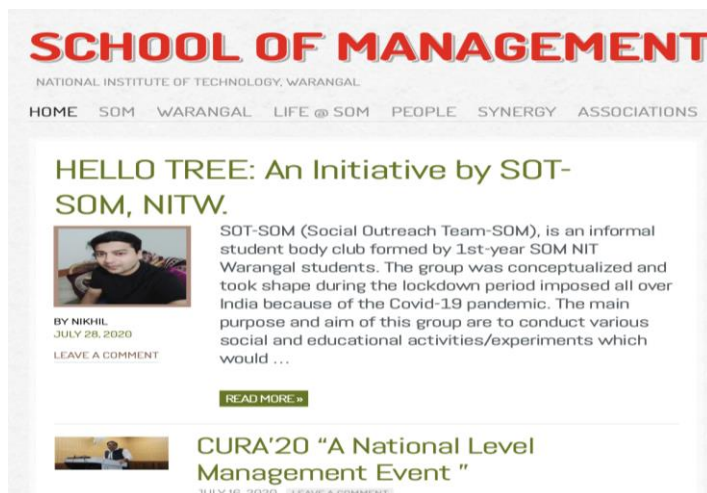 SCHOOL OF MANAGEMENT
NATIONAL INSTITUTE OF TECHNOLOGY, WARANGAL
HOME SOM WARANGAL LIFE @ SOM PEOPLE SYNERGY ASSOCIATIONS
HELLO TREE: An Initiative by SOT-
SOM, NITW.
SOT-SOM (Social Outreach Team-SOM), is an informal
student body club formed by 1st-year SOM NIT
Warangal students. The group was conceptualized and
took shape during the lockdown period imposed all over
India because of the Covid-19 pandemic. The main
purpose and aim of this group are to conduct various
social and educational activities/experiments which
would ...
BY NIKHIL
JULY 28, 2020
LEAVE A COMMENT
READ MORE »
CURA'20 “A National Level
Management Event ”
JULY 16, 2020 LEAVE A COMMENT